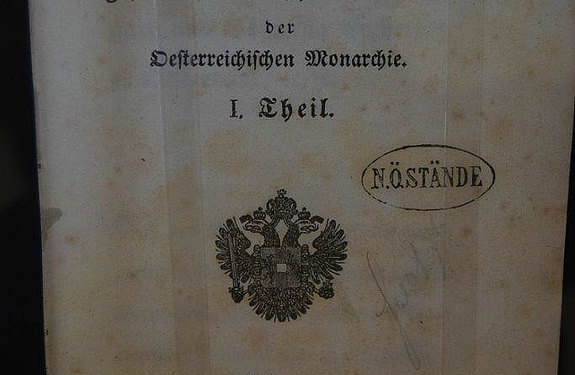 der
Oesterreichischen Monarchie.
I. Theil.
N.Ö.STÄNDE